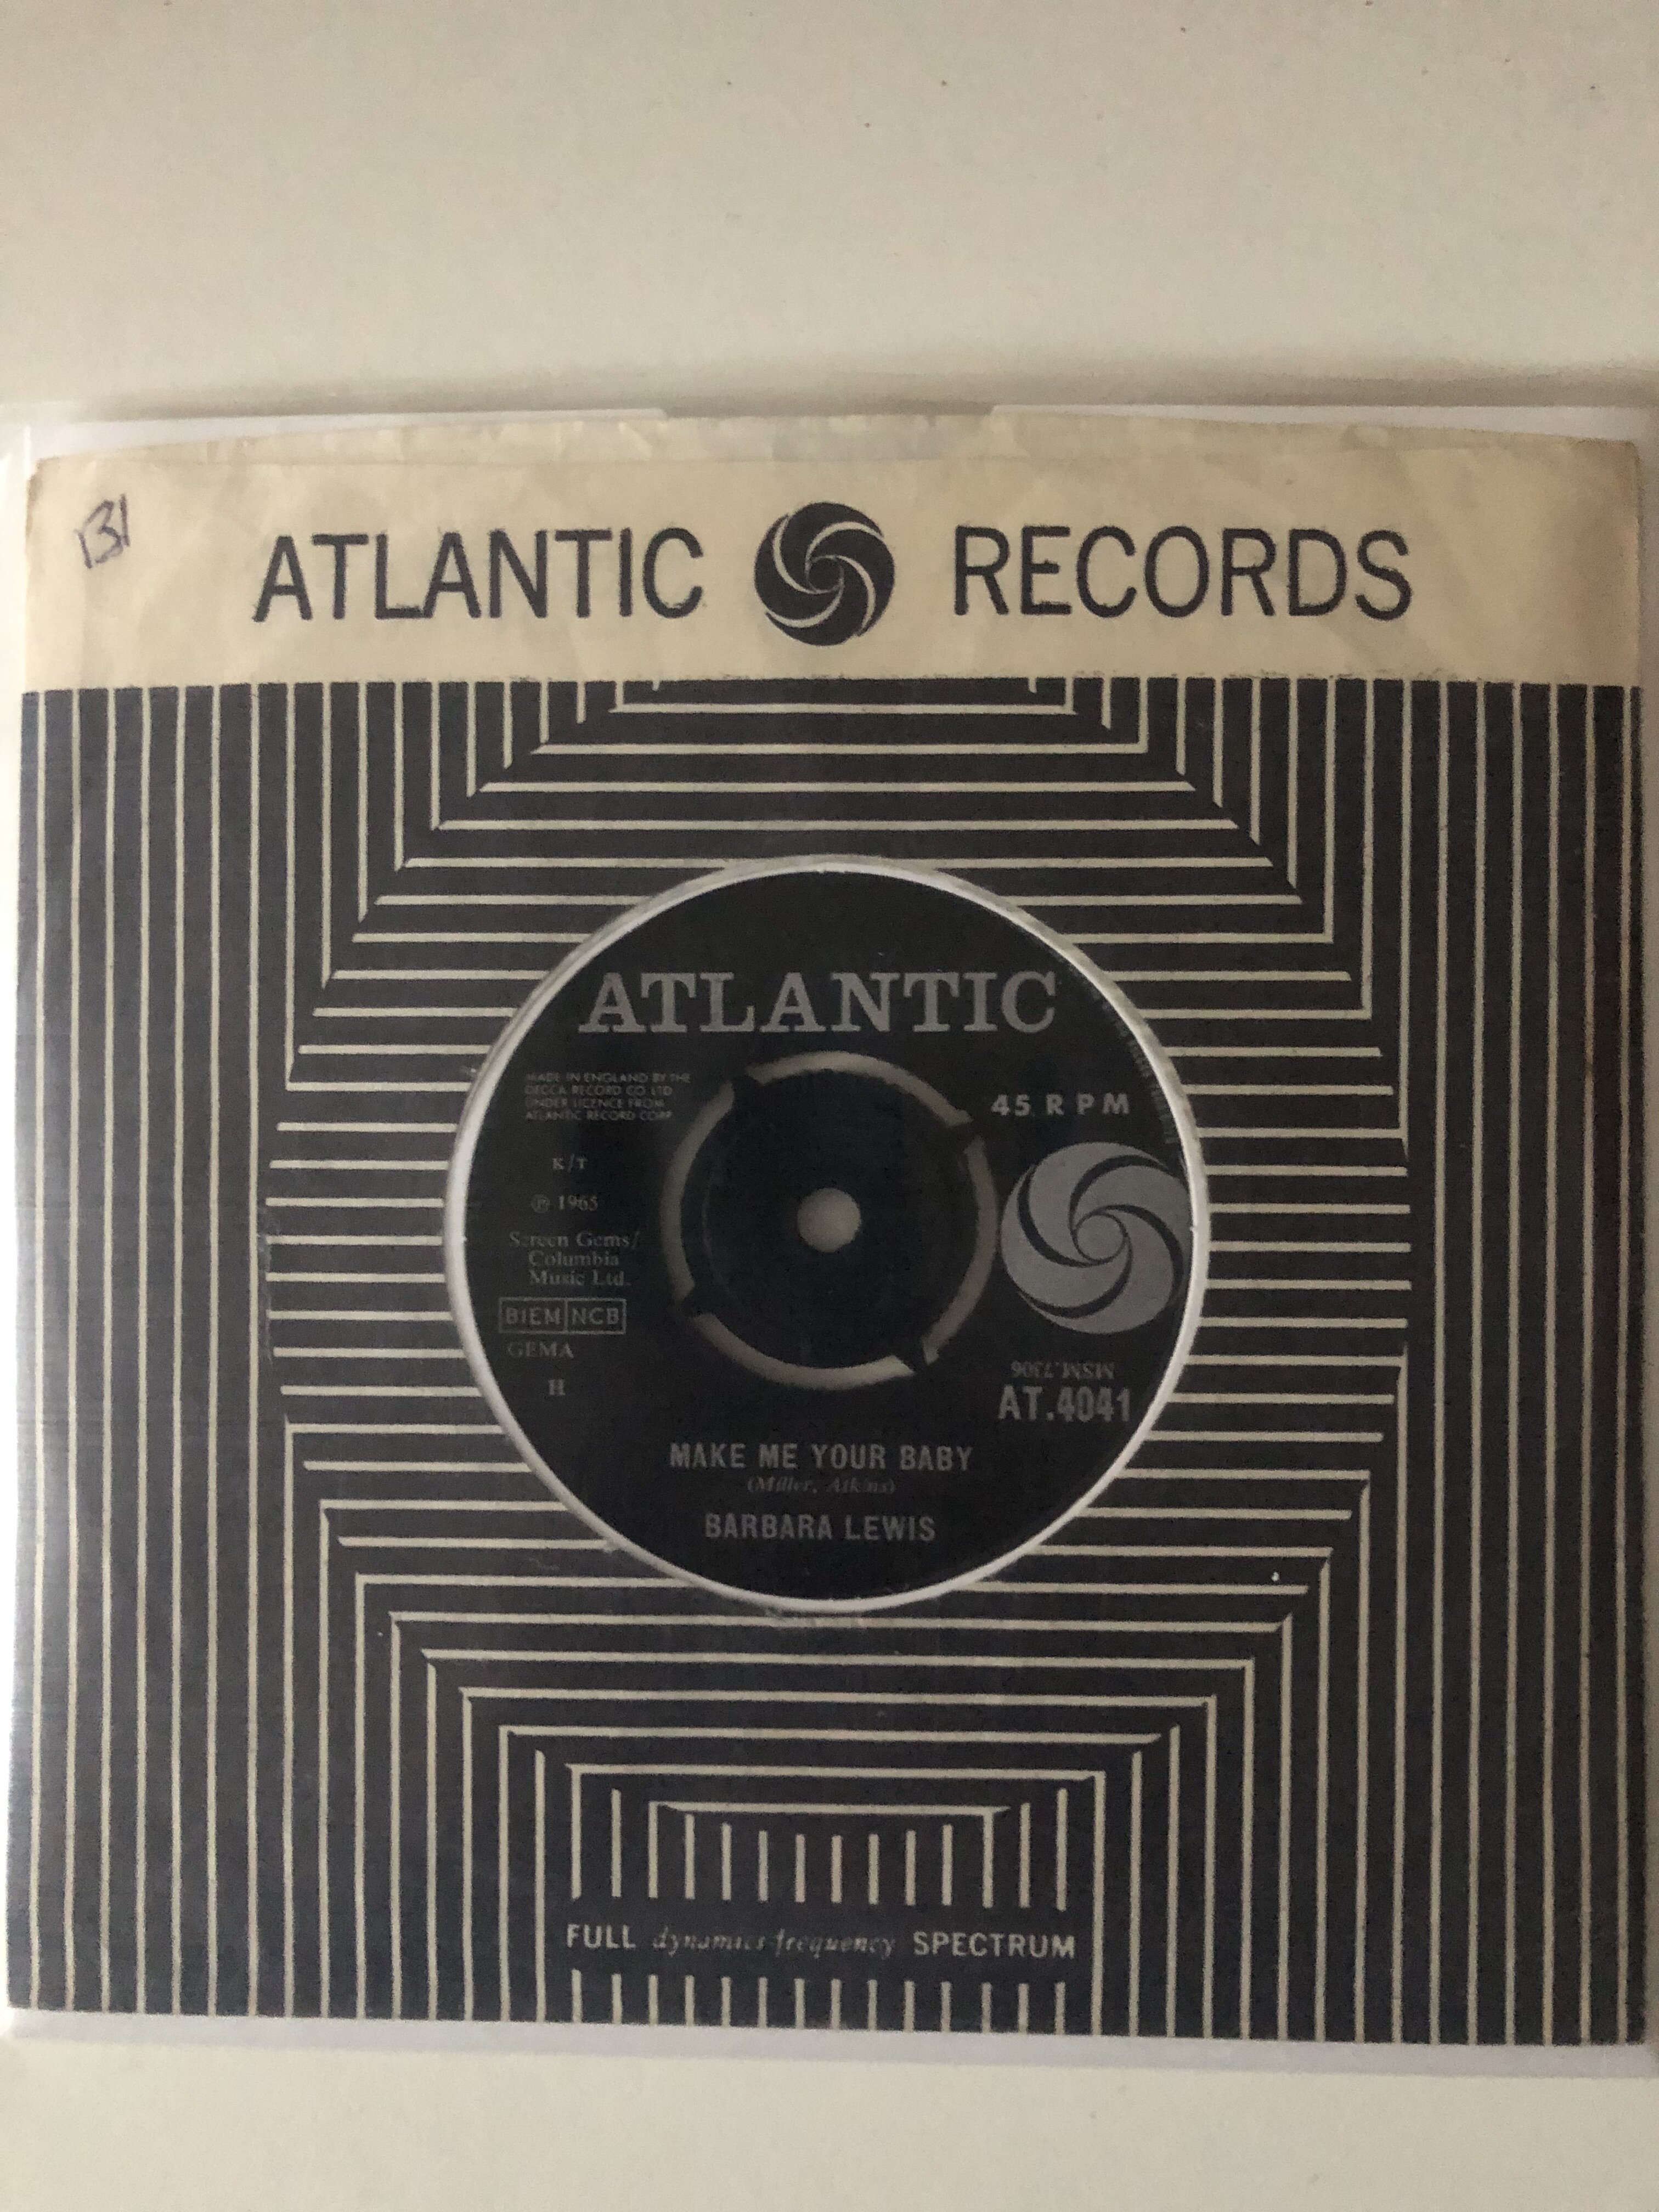 131
ATLANTIC RECORDS
ATLANTIC
MADE IN ENGLAND BY THE
DECCA RECORD CO. LTD.
UNDER LICENCE FROM
ATLANTIC RECORD CORP.
45 RPM
K/T
℗ 1965
Screen Gems/
Columbia
Music Ltd.
BIEM NCB
GEMA
H
MSM.7306
AT.4041
MAKE ME YOUR BABY
(Miller, Atkins)
BARBARA LEWIS
FULL dynamics-frequency SPECTRUM